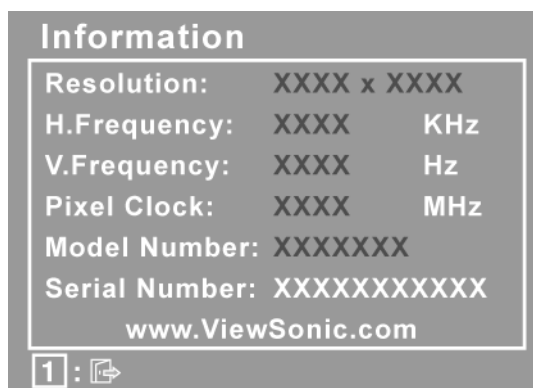 Information
Resolution: XXXX x XXXX
H.Frequency: XXXX KHz
V.Frequency: XXXX Hz
Pixel Clock: XXXX MHz
Model Number: XXXXXXX
Serial Number: XXXXXXXXXXX
www.ViewSonic.com
1 :